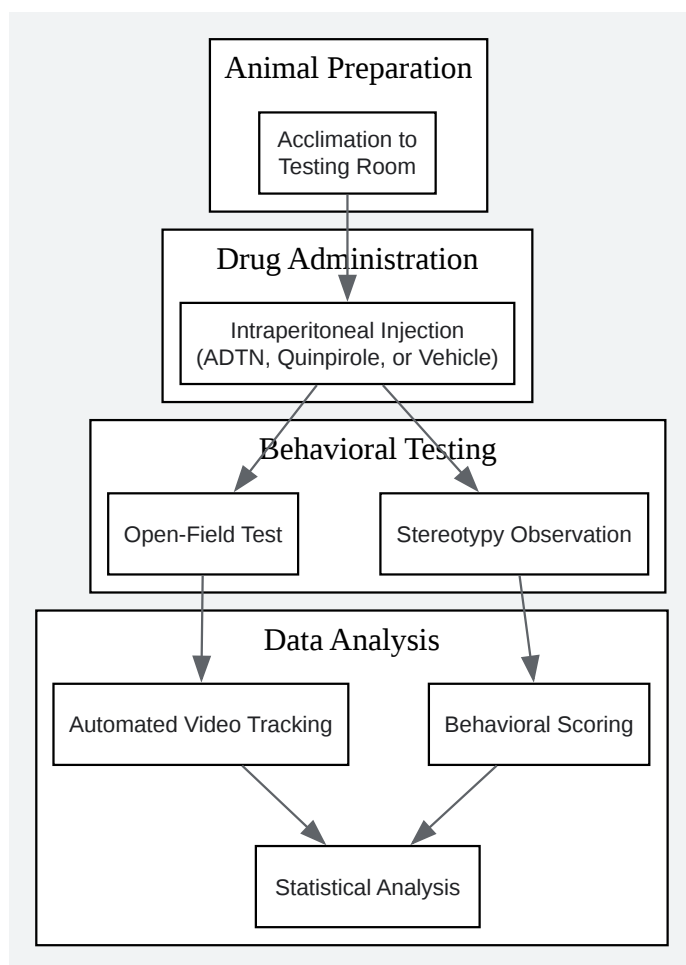 Animal Preparation
Acclimation to
Testing Room
Drug Administration
Intraperitoneal Injection
(ADTN, Quinpirole, or Vehicle)
Behavioral Testing
Open-Field Test
Stereotypy Observation
Data Analysis
Automated Video Tracking
Behavioral Scoring
Statistical Analysis